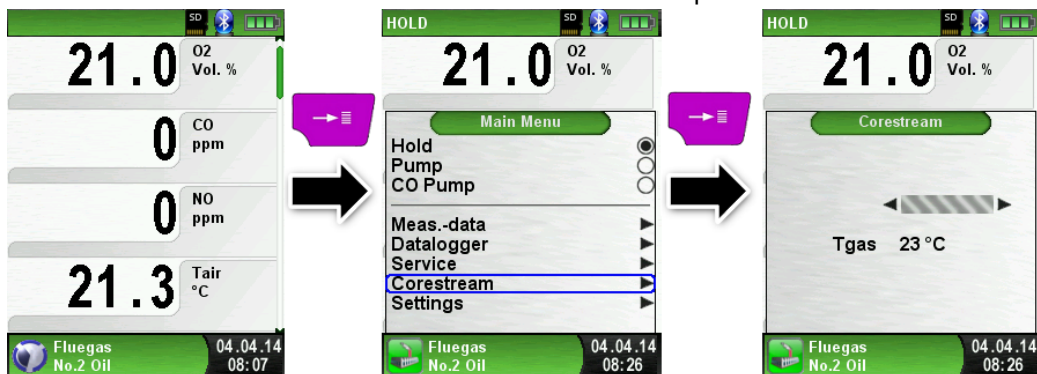 SD
21.0 O2 Vol. %
0 CO ppm
0 NO ppm
21.3 Tair °C
Fluegas 04.04.14
No.2 Oil 08:07
HOLD SD
21.0 O2 Vol. %
Main Menu
Hold
Pump
CO Pump
Meas.-data
Datalogger
Service
Corestream
Settings
Fluegas 04.04.14
No.2 Oil 08:26
HOLD SD
21.0 O2 Vol. %
Corestream
Tgas 23 °C
Fluegas 04.04.14
No.2 Oil 08:26